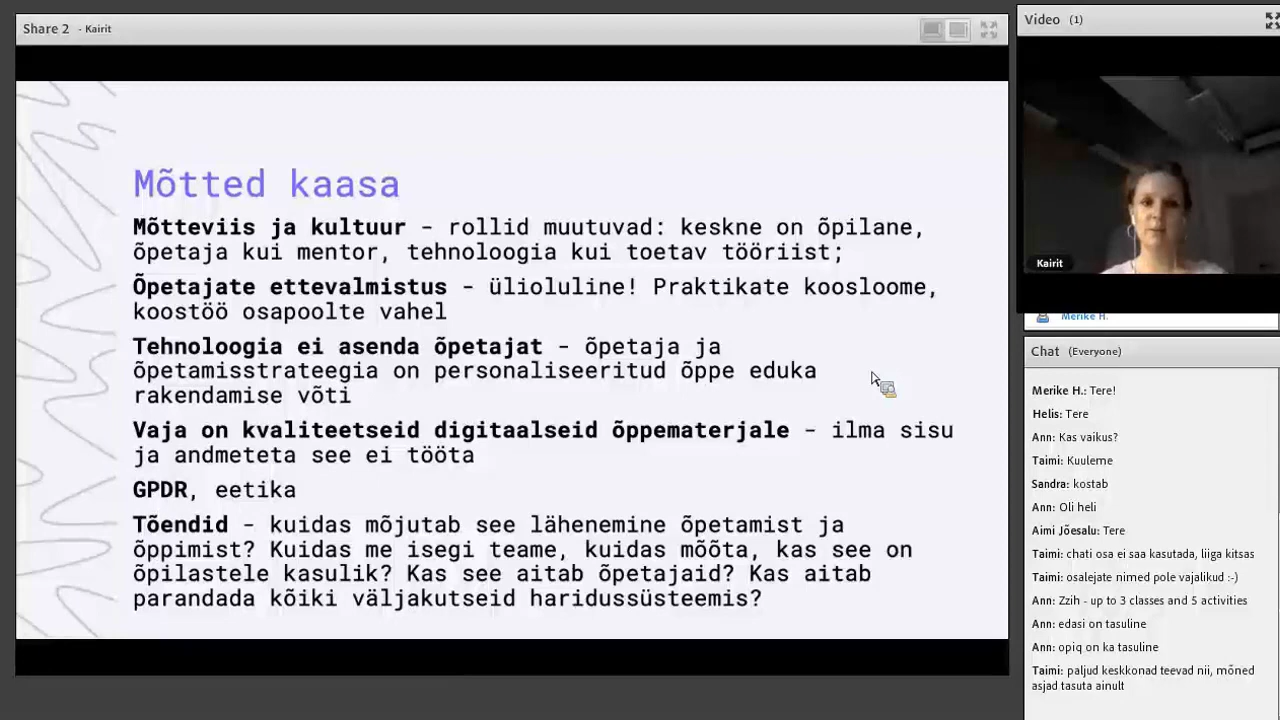 Share 2 - Kairit
Mõtted kaasa
Mõtteviis ja kultuur – rollid muutuvad: keskne on õpilane,
õpetaja kui mentor, tehnoloogia kui toetav tööriist;
Õpetajate ettevalmistus – ülioluline! Praktikate koosloome,
koostöö osapoolte vahel
Tehnoloogia ei asenda õpetajat – õpetaja ja
õpetamisstrateegia on personaliseeritud õppe eduka
rakendamise võti
Vaja on kvaliteetseid digitaalseid õppematerjale – ilma sisu
ja andmeteta see ei tööta
GPDR, eetika
Tõendid – kuidas mõjutab see lähenemine õpetamist ja
õppimist? Kuidas me isegi teame, kuidas mõõta, kas see on
õpilastele kasulik? Kas see aitab õpetajaid? Kas aitab
parandada kõiki väljakutseid haridussüsteemis?
Video (1)
Kairit
Merike H.
Chat (Everyone)
Merike H.: Tere!
Helis: Tere
Ann: Kas vaikus?
Taimi: Kuuleme
Sandra: kostab
Ann: Oli heli
Aimi Jõesalu: Tere
Taimi: chati osa ei saa kasutada, liiga kitsas
Taimi: osalejate nimed pole vajalikud :-)
Ann: Zzih - up to 3 classes and 5 activities
Ann: edasi on tasuline
Ann: opiq on ka tasuline
Taimi: paljud keskkonad teevad nii, mõned
asjad tasuta ainult